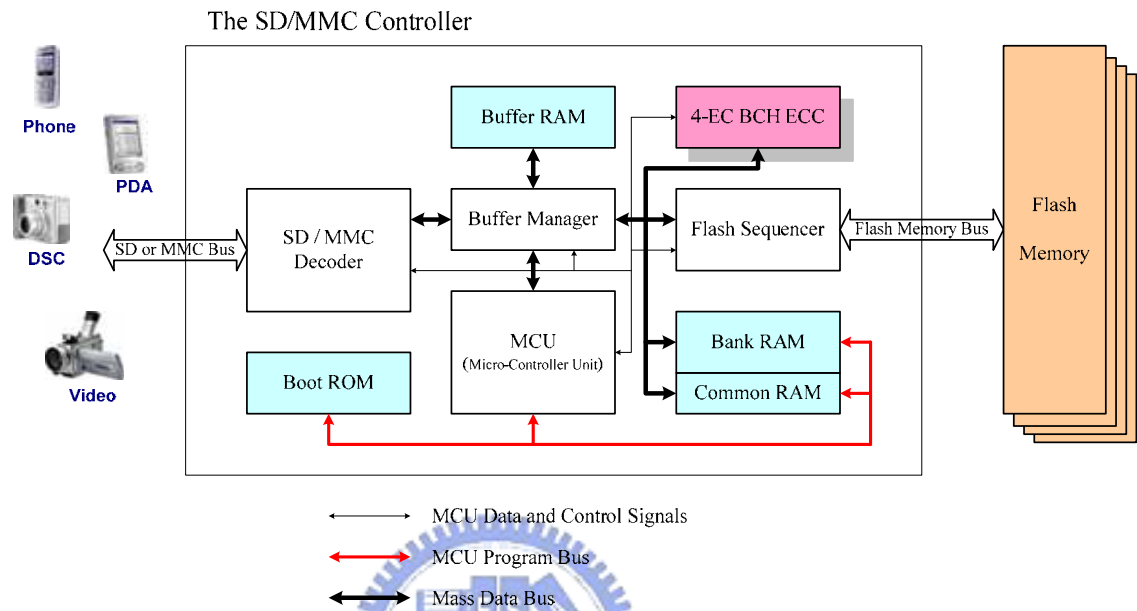 The SD/MMC Controller
Phone
PDA
DSC
Video
SD or MMC Bus
SD / MMC
Decoder
Buffer RAM
Buffer Manager
MCU
(Micro-Controller Unit)
Boot ROM
4-EC BCH ECC
Flash Sequencer
Bank RAM
Common RAM
Flash Memory Bus
Flash
Memory
MCU Data and Control Signals
MCU Program Bus
Mass Data Bus